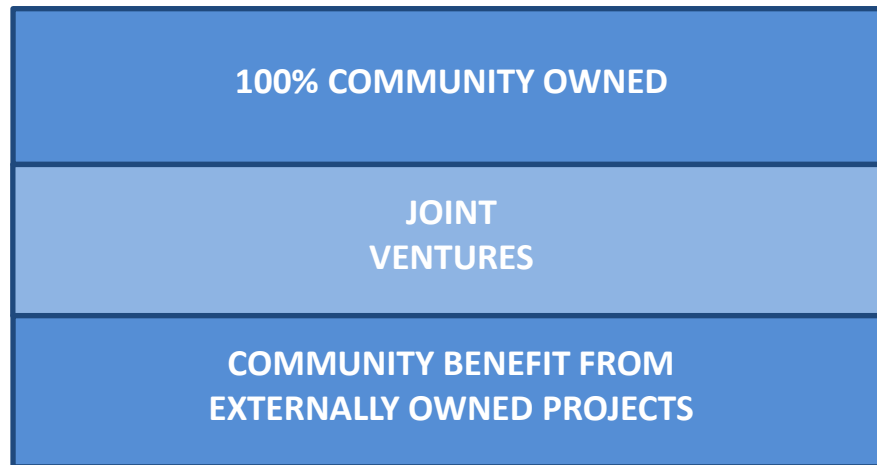 100% COMMUNITY OWNED
JOINT
VENTURES
COMMUNITY BENEFIT FROM
EXTERNALLY OWNED PROJECTS